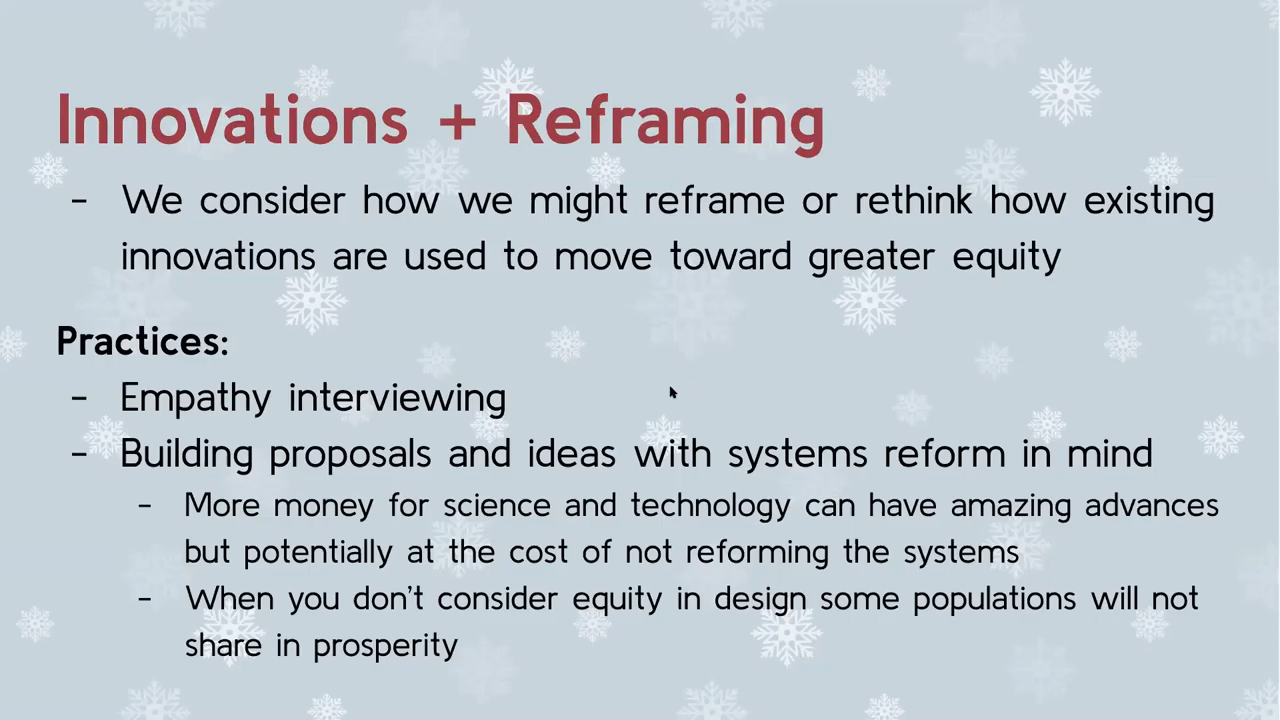 Innovations + Reframing
- We consider how we might reframe or rethink how existing
innovations are used to move toward greater equity
Practices:
- Empathy interviewing
- Building proposals and ideas with systems reform in mind
- More money for science and technology can have amazing advances
but potentially at the cost of not reforming the systems
- When you don't consider equity in design some populations will not
share in prosperity